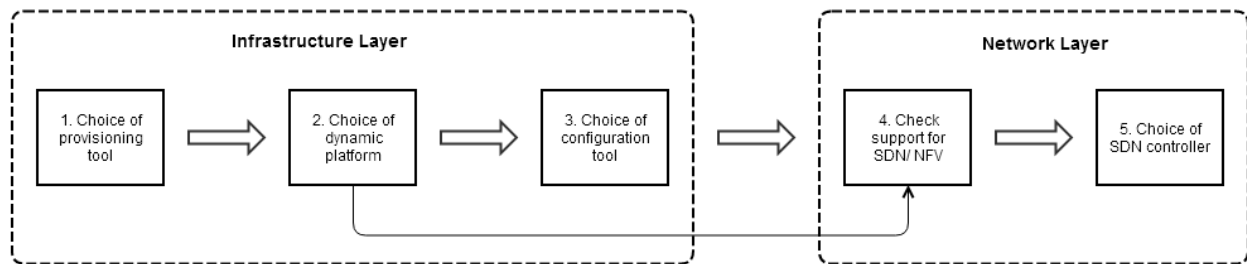 Infrastructure Layer
Network Layer
1. Choice of
provisioning
tool
2. Choice of
dynamic
platform
3. Choice of
configuration
tool
4. Check
support for
SDN/ NFV
5. Choice of
SDN controller